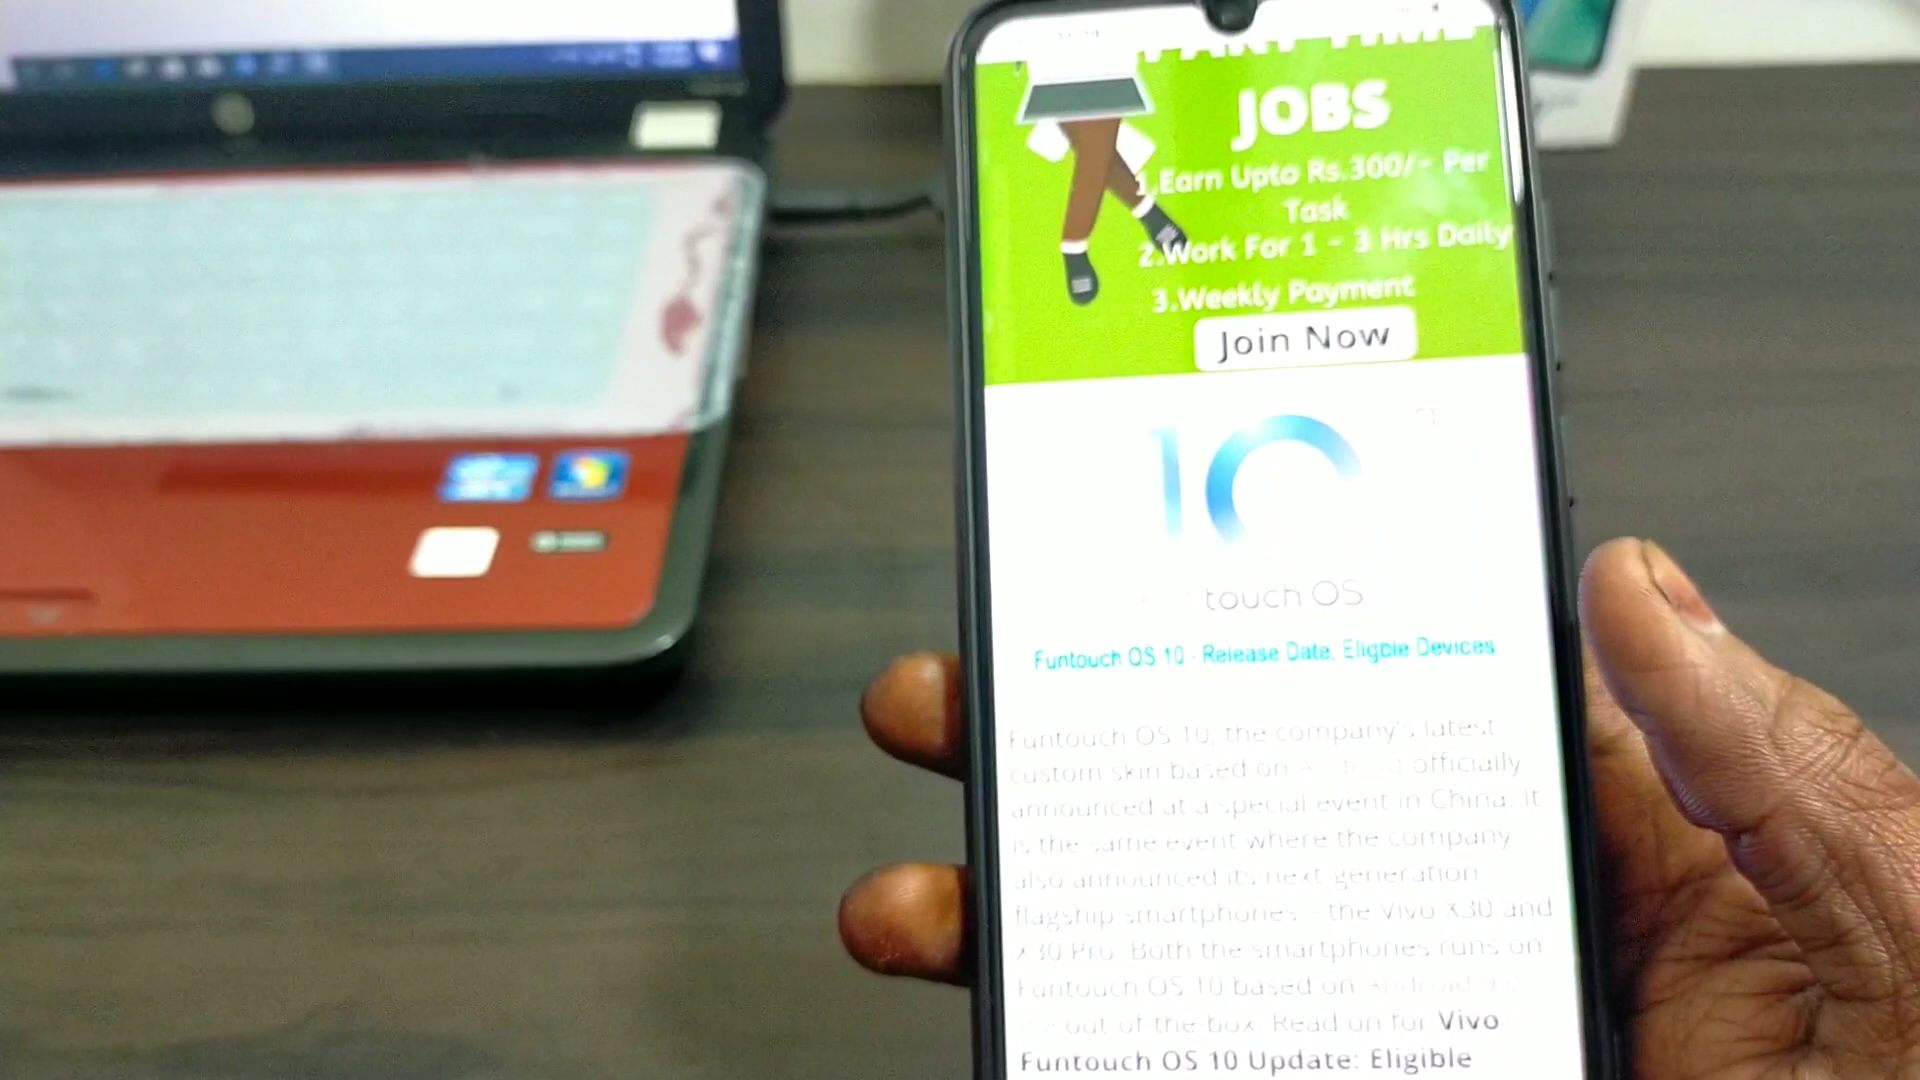 PART TIME
JOBS
1.Earn Upto Rs.300/- Per
Task
2.Work For 1 - 3 Hrs Daily
3.Weekly Payment
Join Now
10
touch OS
Funtouch OS 10 - Release Date, Eligble Devices
Funtouch OS 10, the company's latest
custom skin based on officially
announced at a special event in China. It
is the same event where the company
also announced its next generation
flagship smartphones - the Vivo X30 and
X30 Pro. Both the smartphones runs on
Funtouch OS 10 based on Android
out of the box. Read on for Vivo
Funtouch OS 10 Update: Eligible